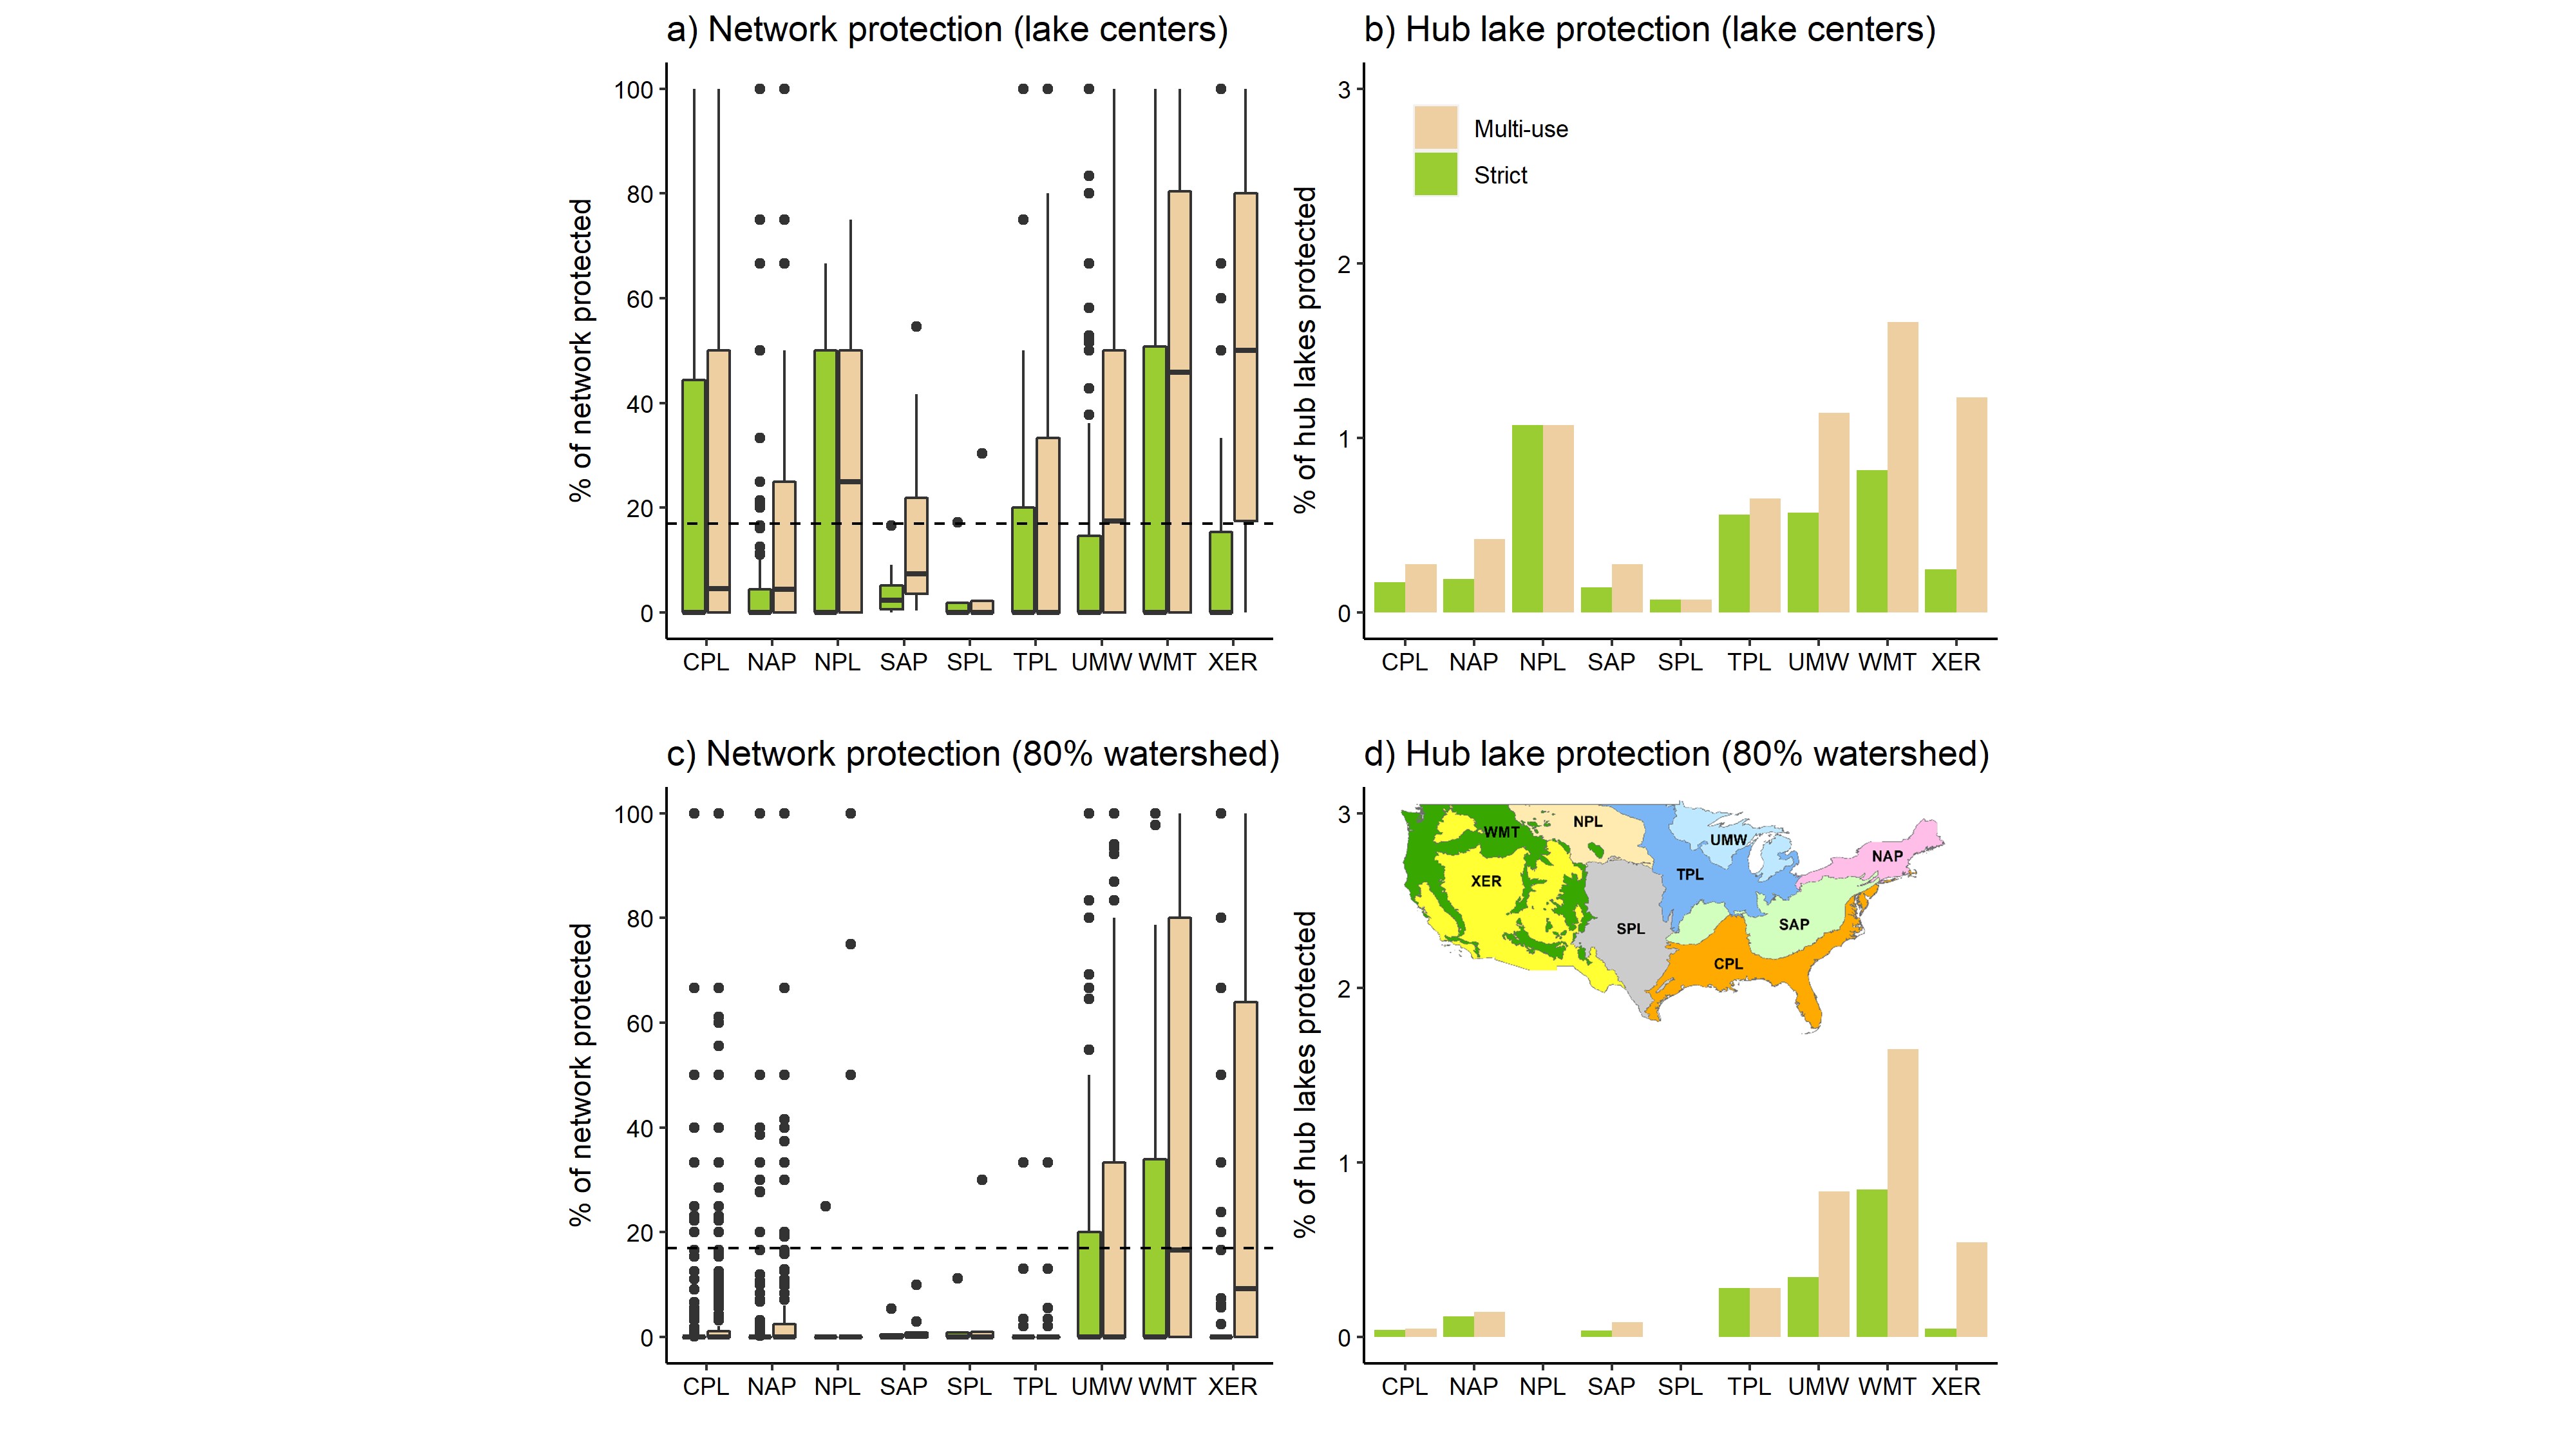 a) Network protection (lake centers)
% of network protected
100
80
60
40
20
0
CPL NAP NPL SAP SPL TPL UMW WMT XER
b) Hub lake protection (lake centers)
% of hub lakes protected
3
2
1
0
Multi-use
Strict
CPL NAP NPL SAP SPL TPL UMW WMT XER
c) Network protection (80% watershed)
% of network protected
100
80
60
40
20
0
CPL NAP NPL SAP SPL TPL UMW WMT XER
d) Hub lake protection (80% watershed)
% of hub lakes protected
3
2
1
0
NPL
WMT
UMW
NAP
TPL
XER
SAP
SPL
CPL
CPL NAP NPL SAP SPL TPL UMW WMT XER